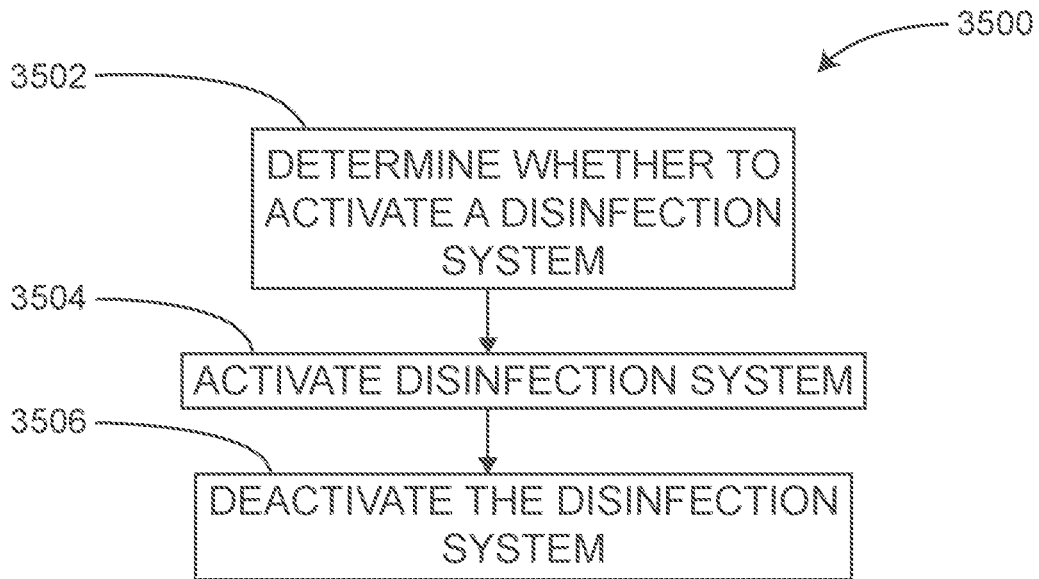 3500
3502
DETERMINE WHETHER TO
ACTIVATE A DISINFECTION
SYSTEM
3504
ACTIVATE DISINFECTION SYSTEM
3506
DEACTIVATE THE DISINFECTION
SYSTEM